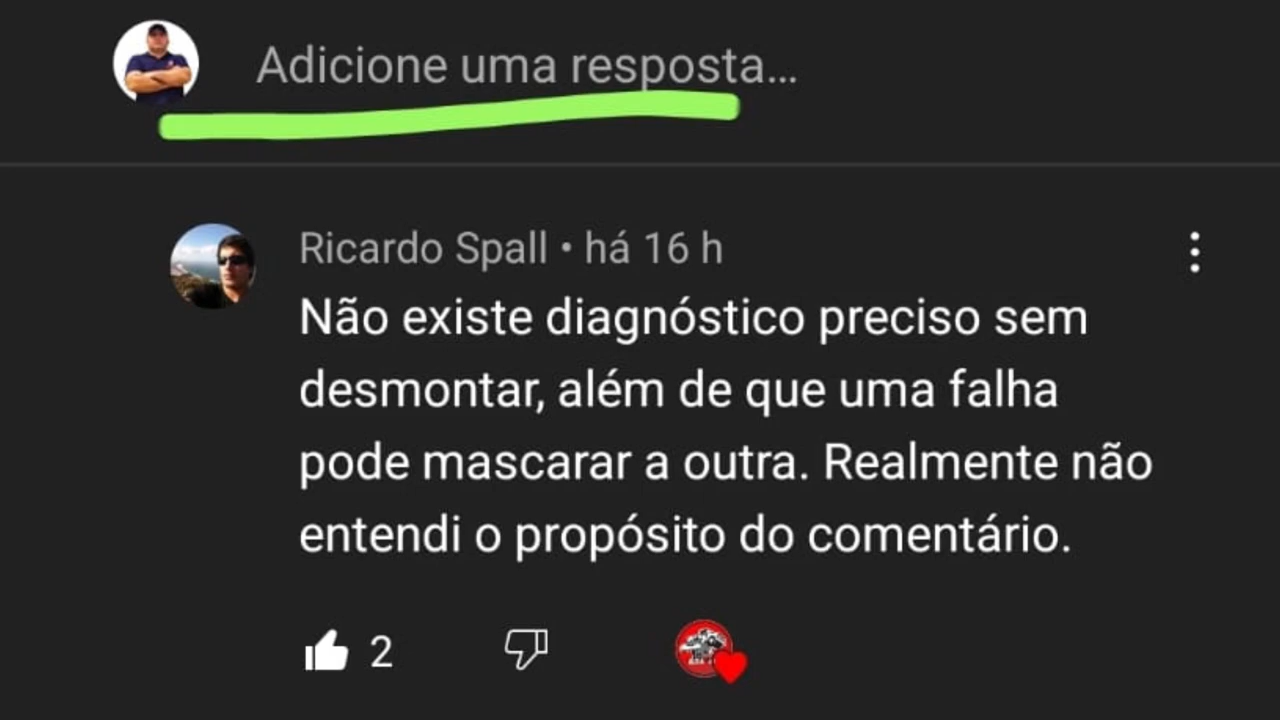 Adicione uma resposta...
Ricardo Spall • há 16 h
Não existe diagnóstico preciso sem
desmontar, além de que uma falha
pode mascarar a outra. Realmente não
entendi o propósito do comentário.
2